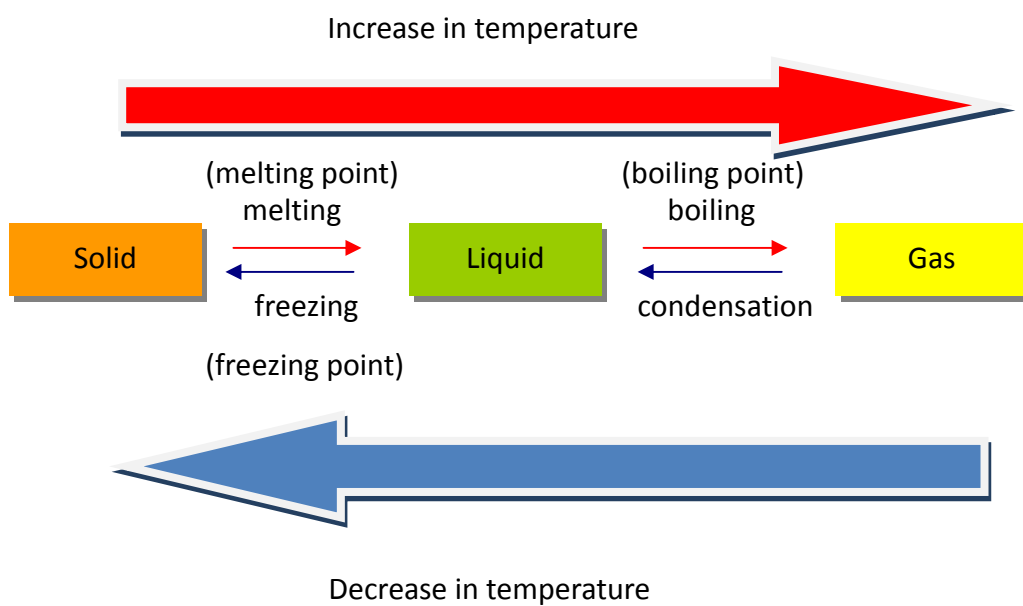 Increase in temperature
(melting point) (boiling point)
melting boiling
Solid Liquid Gas
freezing condensation
(freezing point)
Decrease in temperature